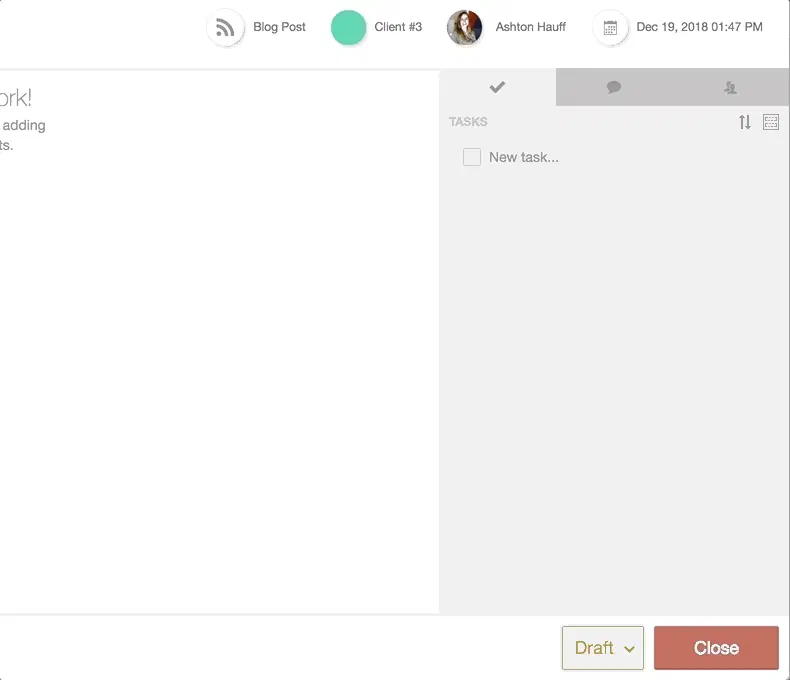 Blog Post Client #3 Ashton Hauff Dec 19, 2018 01:47 PM
ork!
adding
ts.
TASKS
New task...
Draft Close